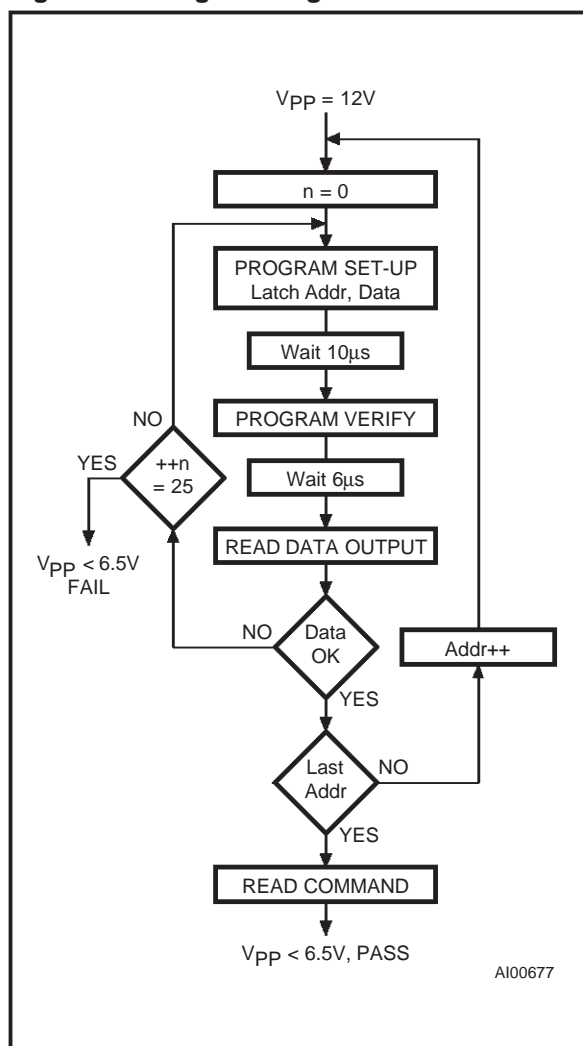 VPP = 12V
n = 0
PROGRAM SET-UP
Latch Addr, Data
Wait 10µs
NO
PROGRAM VERIFY
YES
++n
= 25
Wait 6µs
READ DATA OUTPUT
VPP < 6.5V
FAIL
NO
Data
OK
Addr++
YES
Last
Addr
NO
YES
READ COMMAND
VPP < 6.5V, PASS
AI00677